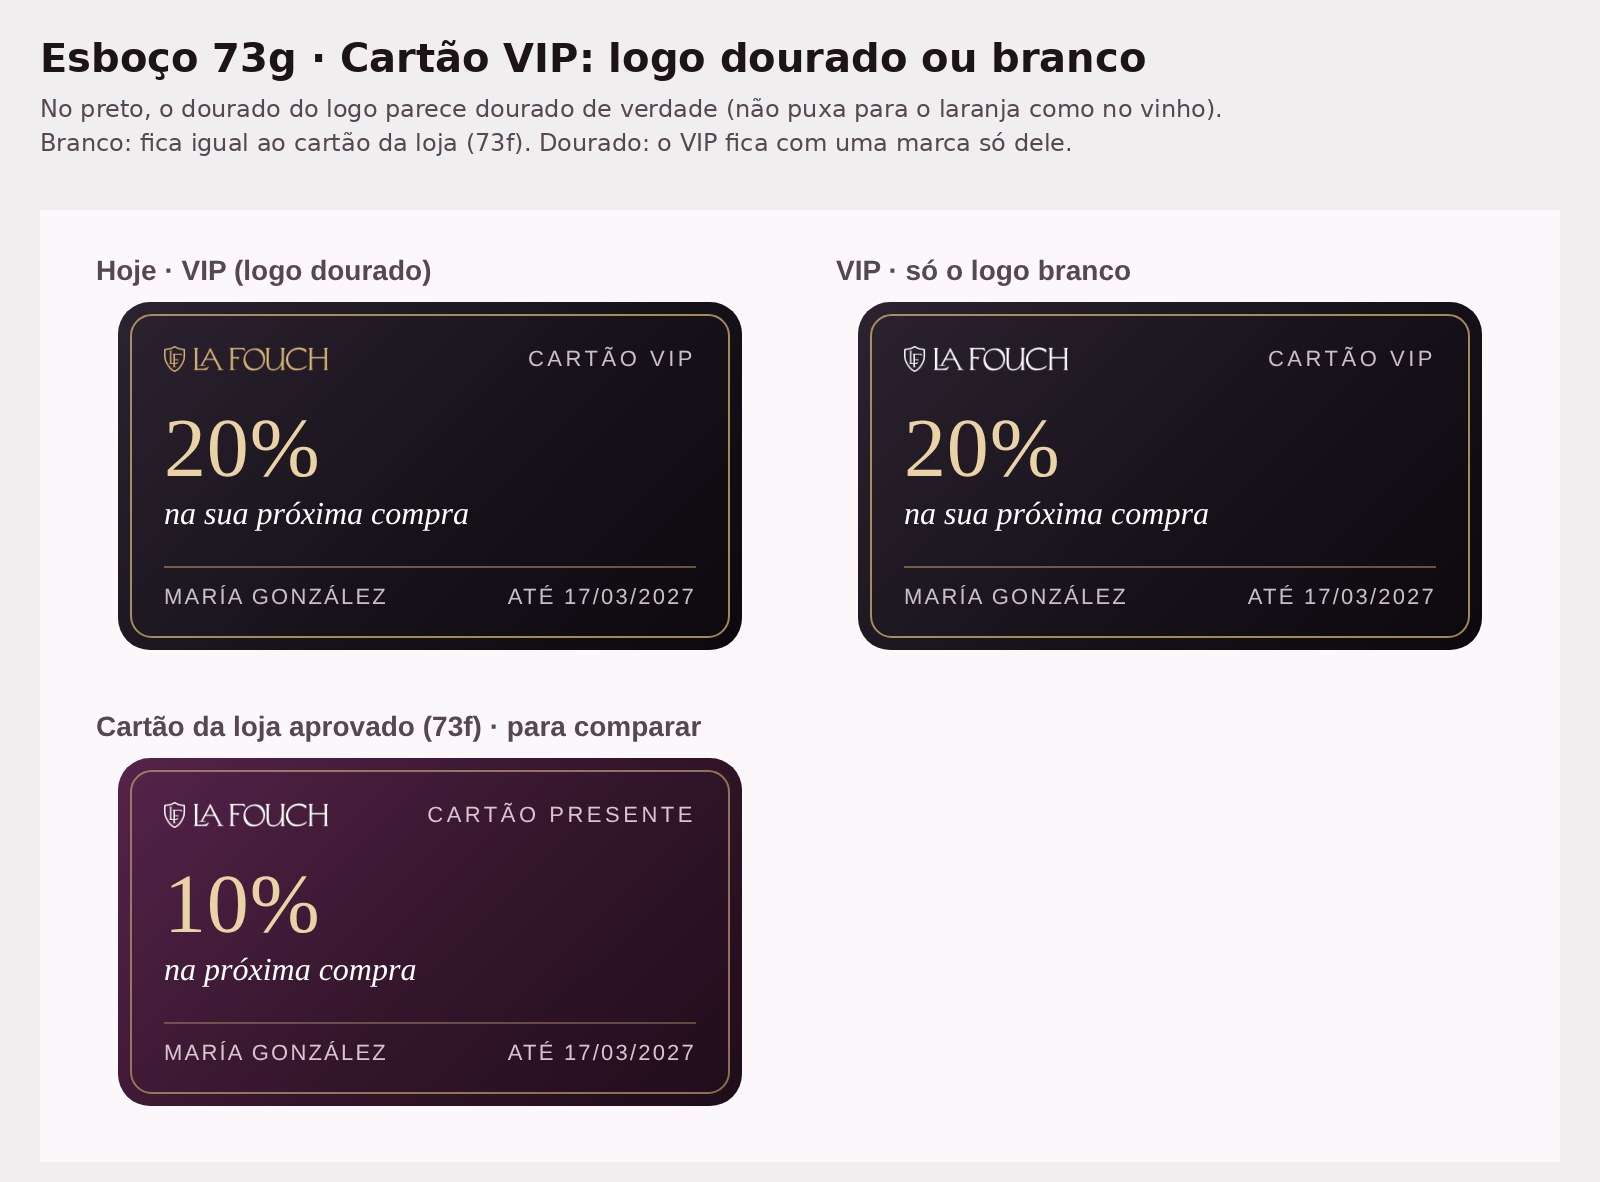 Esboço 73g · Cartão VIP: logo dourado ou branco
No preto, o dourado do logo parece dourado de verdade (não puxa para o laranja como no vinho).
Branco: fica igual ao cartão da loja (73f). Dourado: o VIP fica com uma marca só dele.
Hoje · VIP (logo dourado)
LF LA FOUCH
CARTÃO VIP
20%
na sua próxima compra
MARÍA GONZÁLEZ
ATÉ 17/03/2027
VIP · só o logo branco
LF LA FOUCH
CARTÃO VIP
20%
na sua próxima compra
MARÍA GONZÁLEZ
ATÉ 17/03/2027
Cartão da loja aprovado (73f) · para comparar
LF LA FOUCH
CARTÃO PRESENTE
10%
na próxima compra
MARÍA GONZÁLEZ
ATÉ 17/03/2027